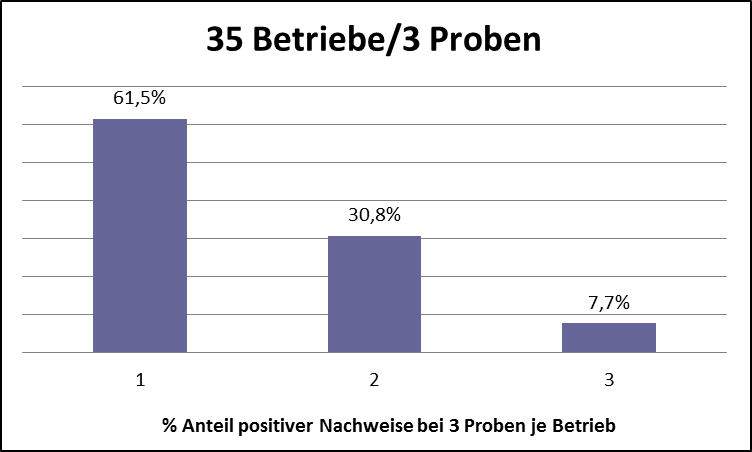 35 Betriebe/3 Proben
61,5%
30,8%
7,7%
1 2 3
% Anteil positiver Nachweise bei 3 Proben je Betrieb